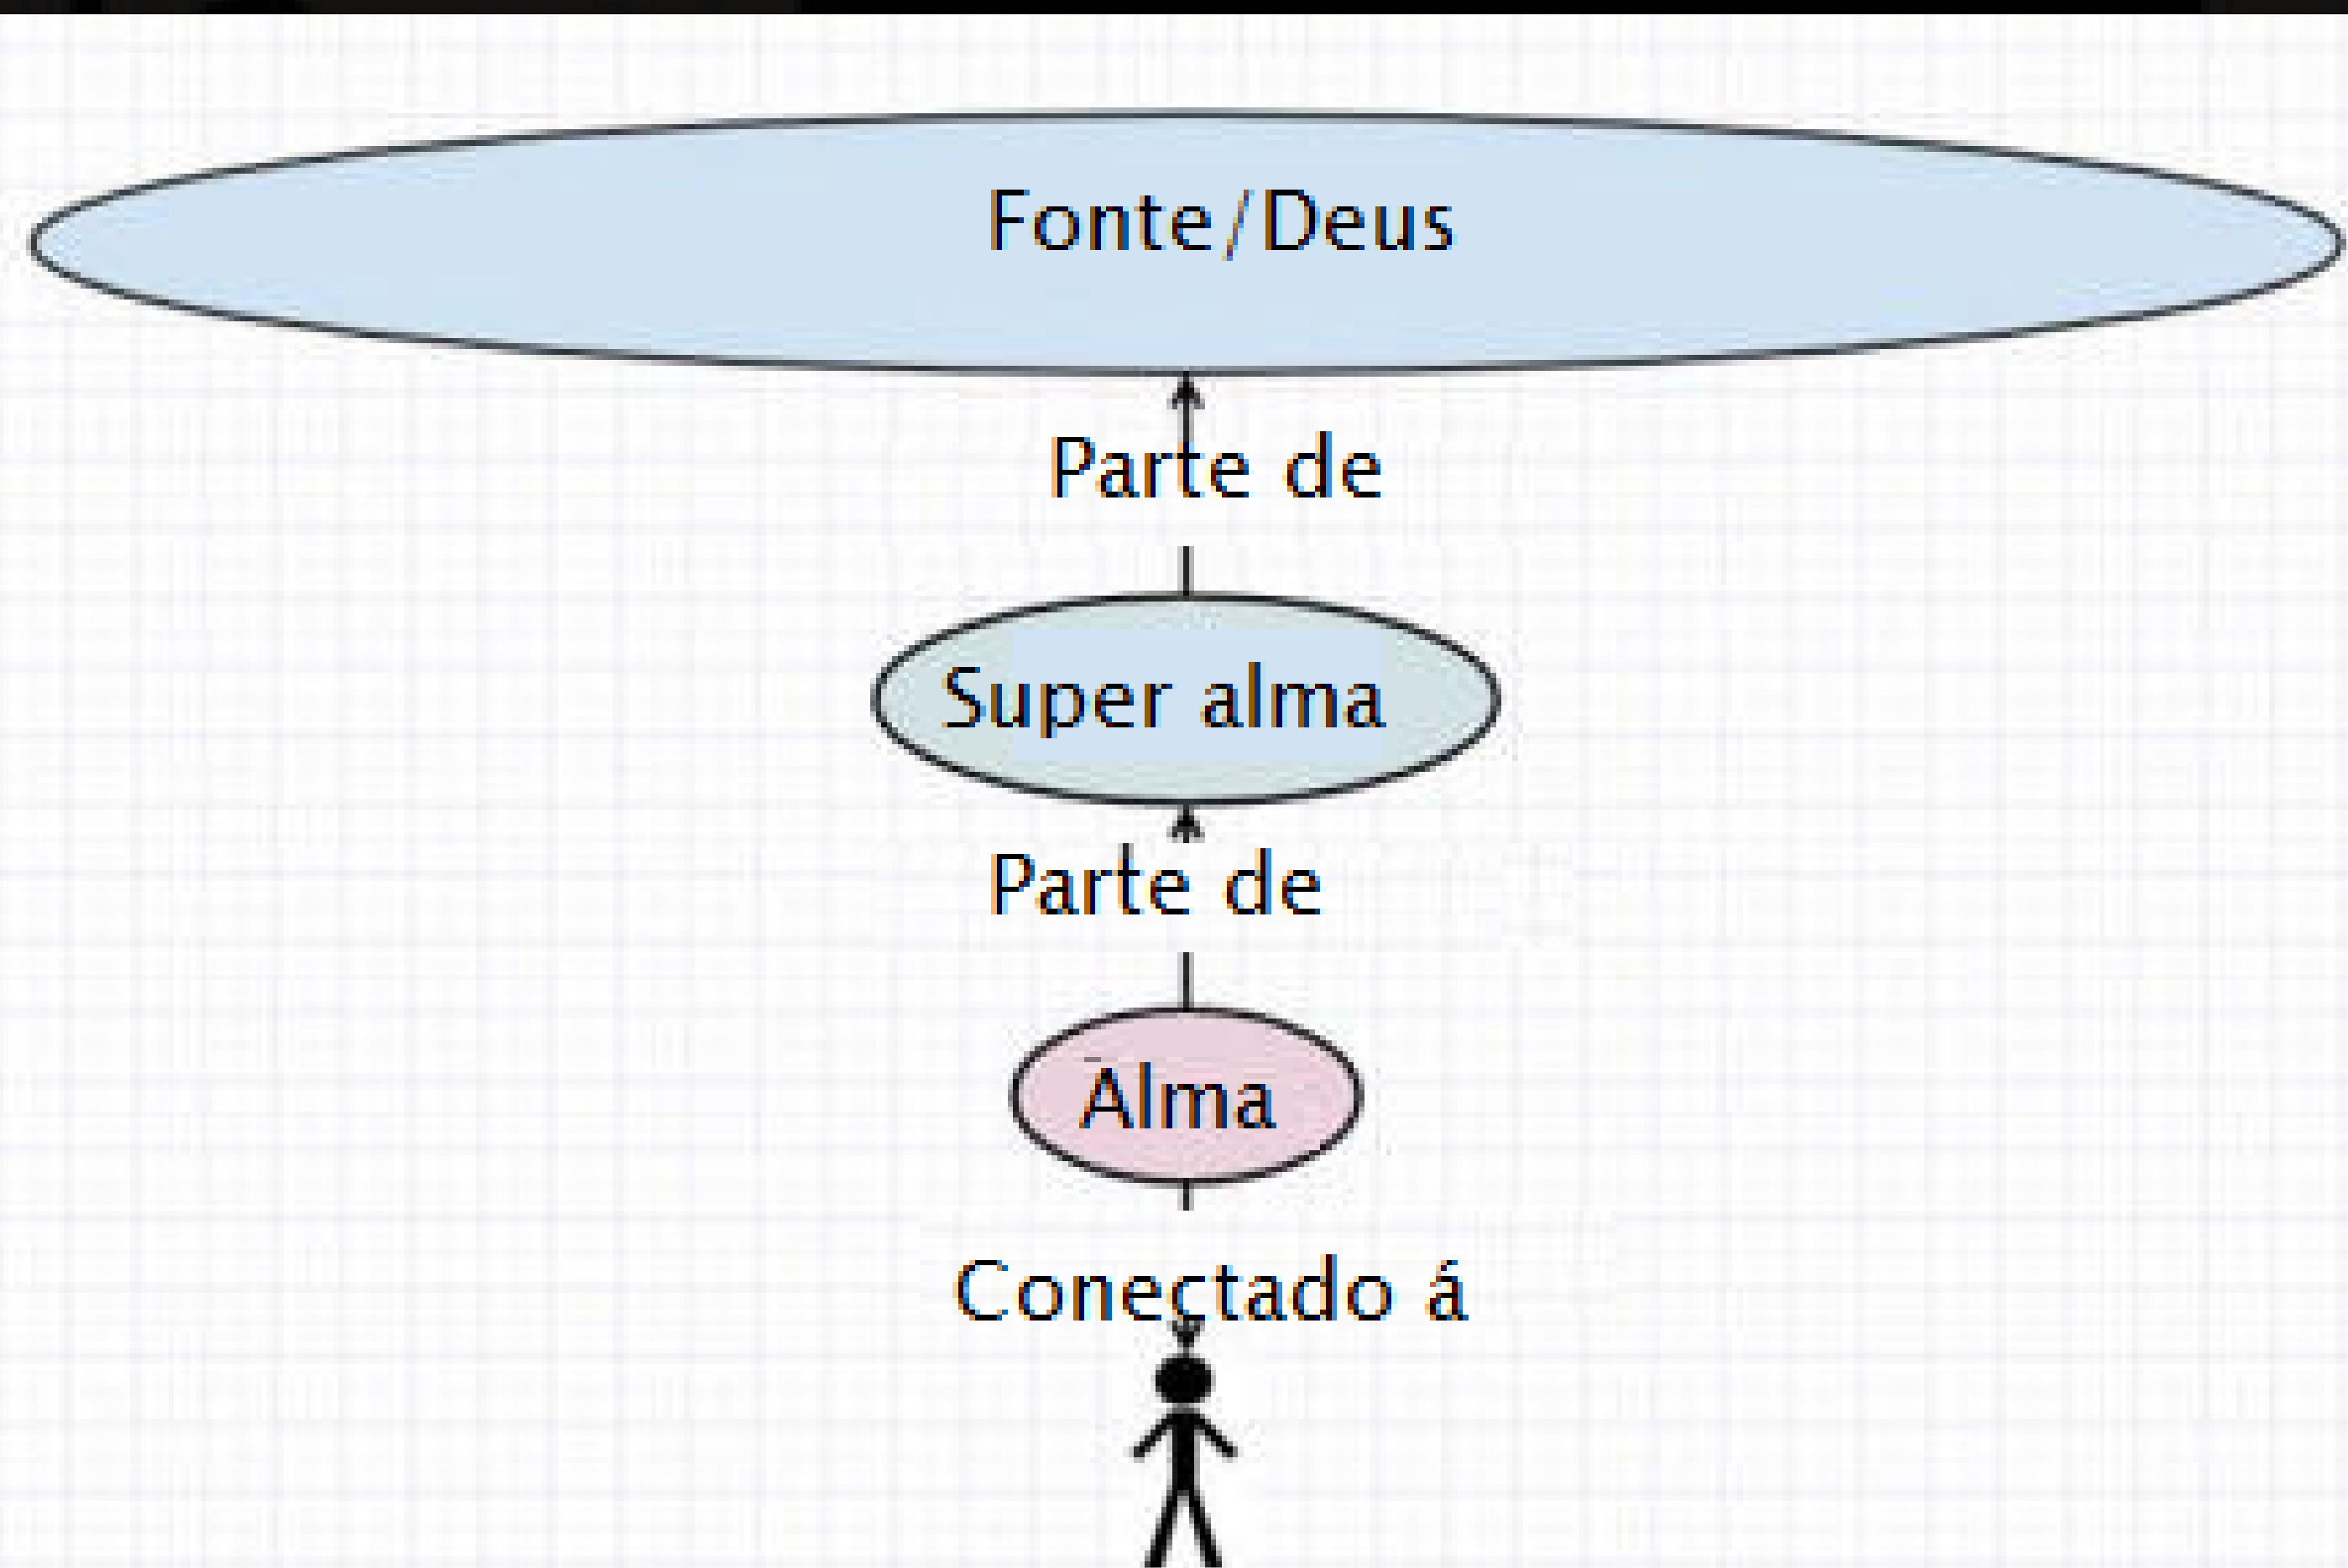 Fonte/Deus
Parte de
Super alma
Parte de
Alma
Conectado á